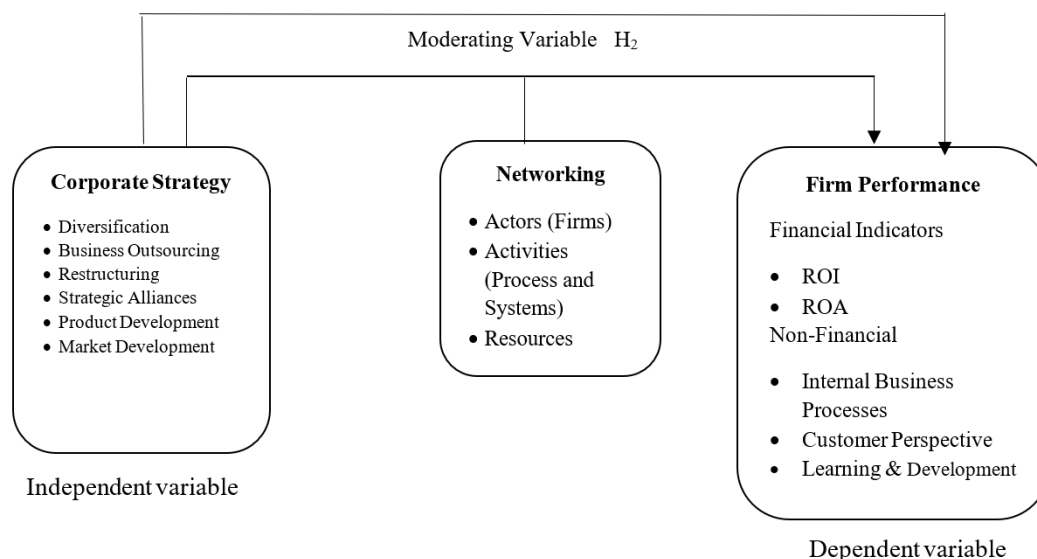 Moderating Variable H₂
Corporate Strategy
• Diversification
• Business Outsourcing
• Restructuring
• Strategic Alliances
• Product Development
• Market Development
Independent variable
Networking
• Actors (Firms)
• Activities
(Process and
Systems)
• Resources
Firm Performance
Financial Indicators
• ROI
• ROA
Non-Financial
• Internal Business
Processes
• Customer Perspective
• Learning & Development
Dependent variable